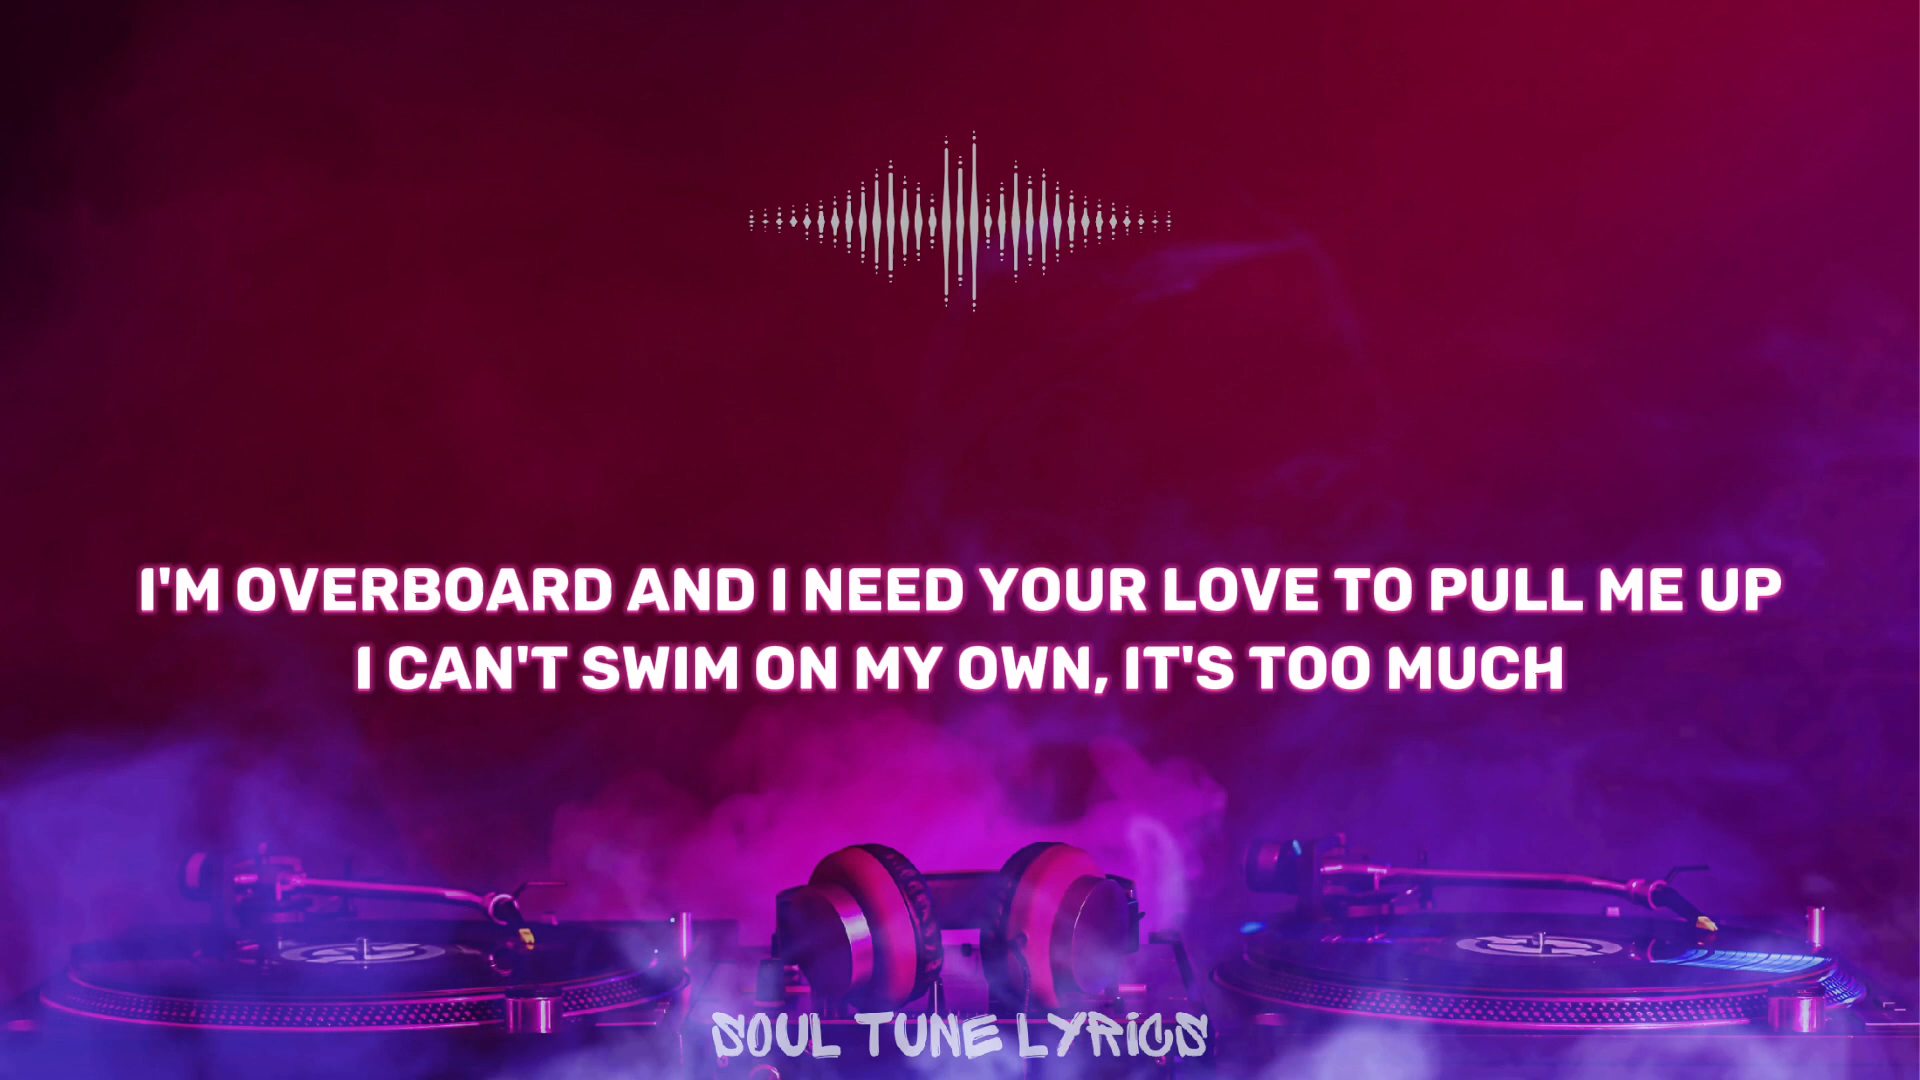 I'M OVERBOARD AND I NEED YOUR LOVE TO PULL ME UP
I CAN'T SWIM ON MY OWN, IT'S TOO MUCH
SOUL TUNE LYRICS